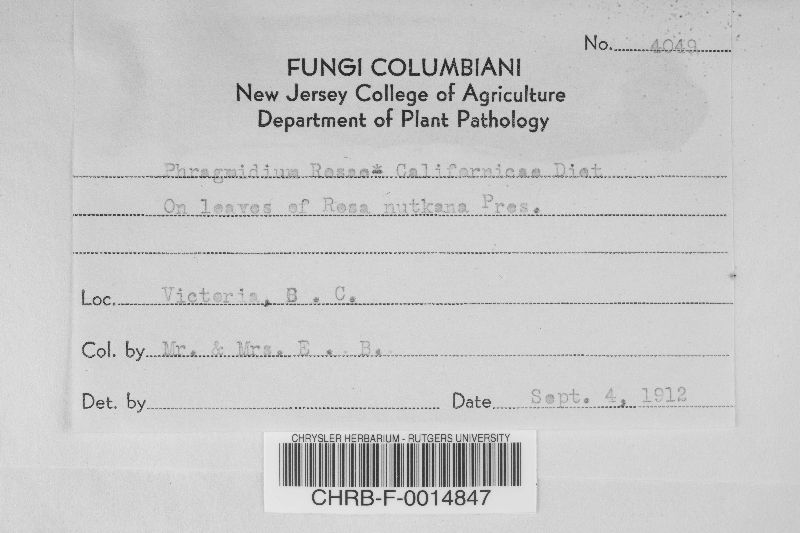 No. 4049
FUNGI COLUMBIANI
New Jersey College of Agriculture
Department of Plant Pathology
Phragmidium Rosae* Californicae Diet
On leaves of Rosa nutkana Pres.
Loc. Victoria, B . C.
Col. by Mr. & Mrs. E . B.
Det. by
Date Sept. 4, 1912
CHRYSLER HERBARIUM - RUTGERS UNIVERSITY
CHRB-F-0014847